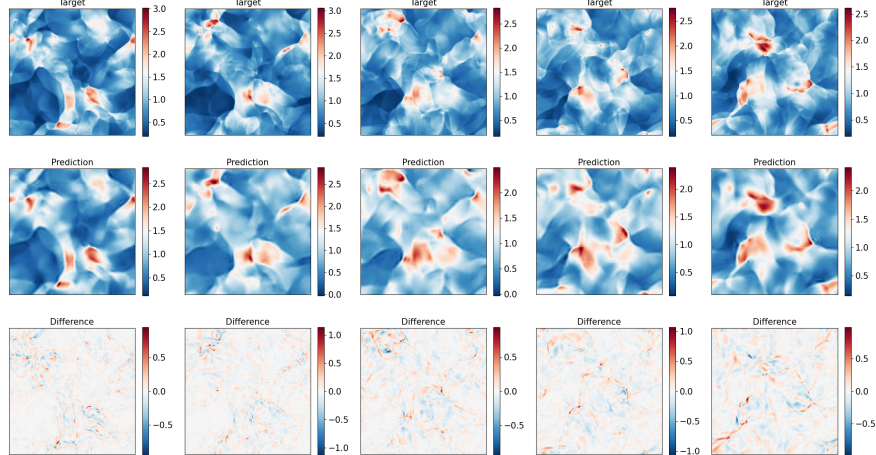 Target Target Target Target Target
3.0 3.0 2.5 2.5 2.5
2.5 2.5 2.0 2.0 2.0
2.0 2.0 1.5 1.5 1.5
1.5 1.5 1.0 1.0 1.0
1.0 1.0 0.5 0.5 0.5
0.5 0.5
Prediction Prediction Prediction Prediction Prediction
2.5 2.5 2.0 2.0 2.0
2.0 2.0 1.5 1.5 1.5
1.5 1.5 1.0 1.0 1.0
1.0 1.0 0.5 0.5 0.5
0.5 0.5 0.0
0.0 0.0
Difference Difference Difference Difference Difference
0.5 1.0 0.5 1.0 0.5
0.0 0.5 0.0 0.5 0.0
−0.5 0.0 −0.5 0.0 −0.5
−0.5 −0.5
−1.0 −1.0